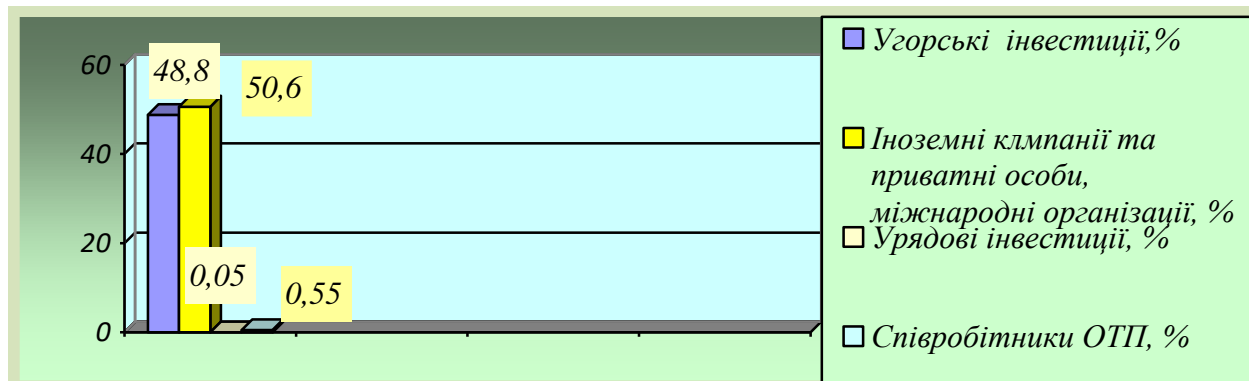 60
40
20
0
48,8
50,6
0,05
0,55
Угорські інвестиції,%
Іноземні клмпанії та
приватні особи,
міжнародні організації, %
Урядові інвестиції, %
Співробітники ОТП, %